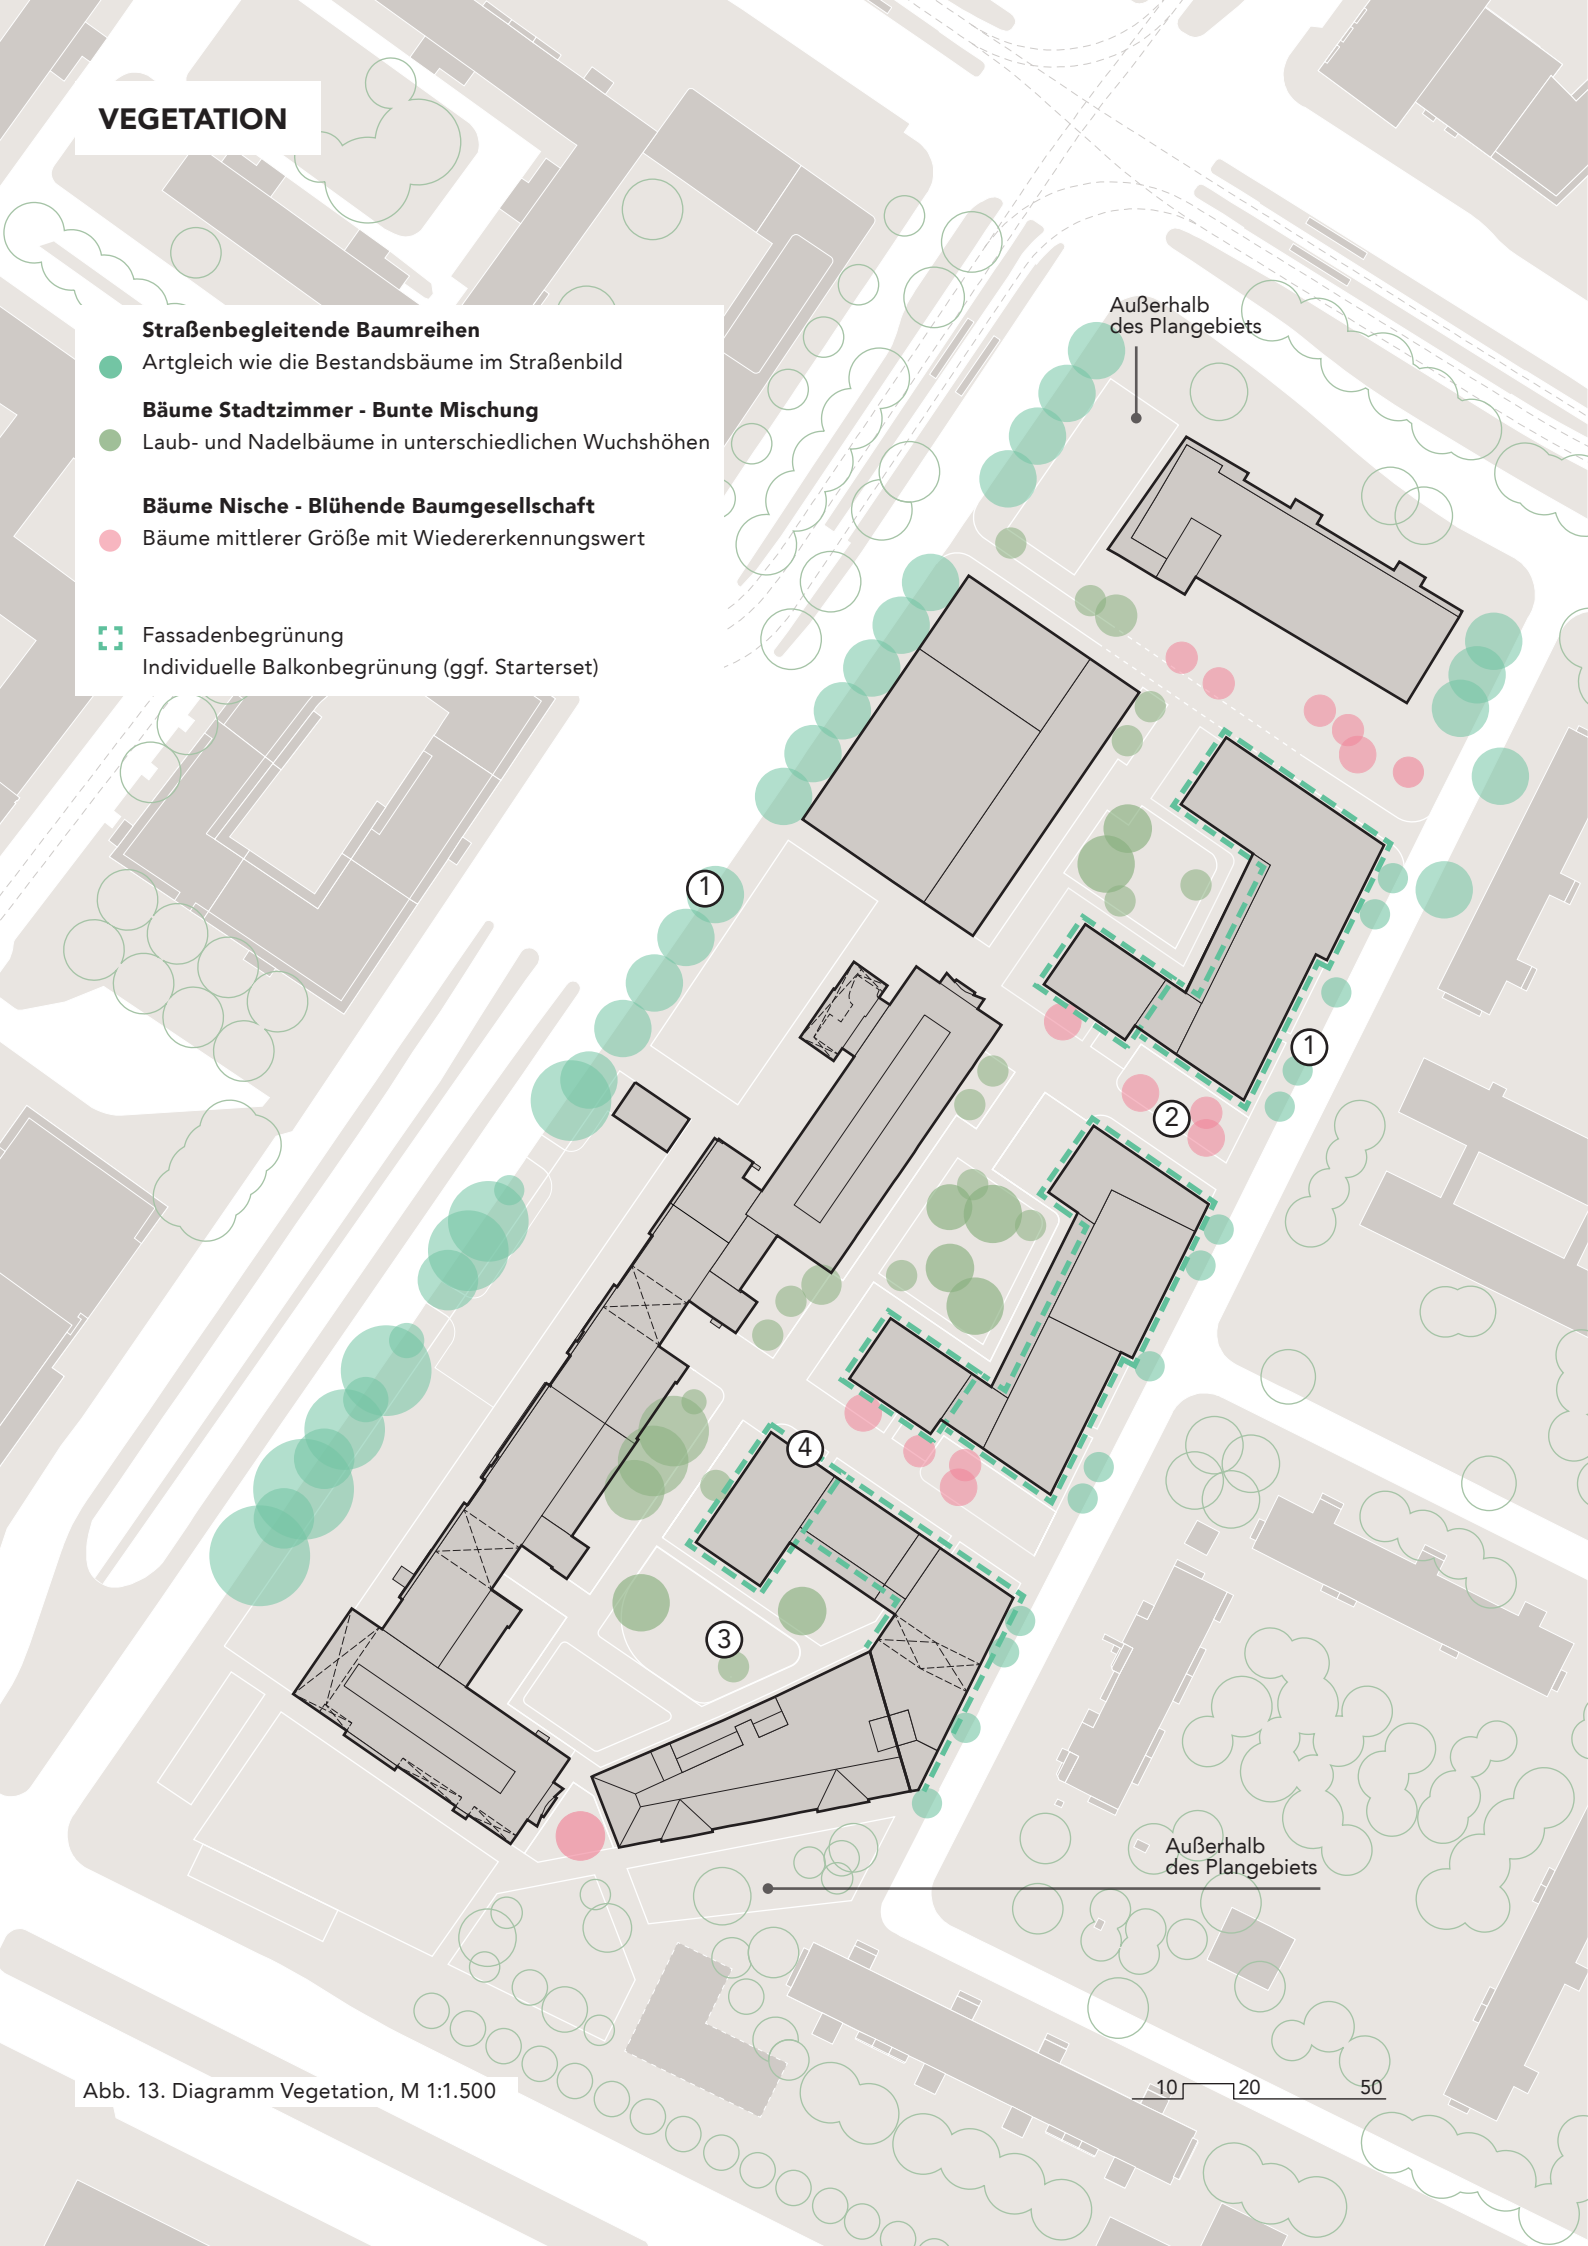 VEGETATION
Straßenbegleitende Baumreihen
Artgleich wie die Bestandsbäume im Straßenbild
Bäume Stadtzimmer - Bunte Mischung
Laub- und Nadelbäume in unterschiedlichen Wuchshöhen
Bäume Nische - Blühende Baumgesellschaft
Bäume mittlerer Größe mit Wiedererkennungswert
Fassadenbegrünung
Individuelle Balkonbegrünung (ggf. Starterset)
Außerhalb
des Plangebiets
1
1
2
4
3
Außerhalb
des Plangebiets
Abb. 13. Diagramm Vegetation, M 1:1.500
10 20 50